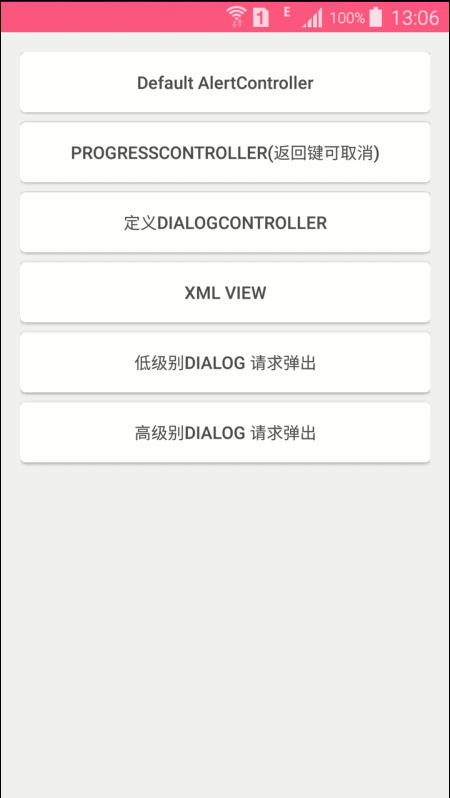 1 E 100% 13:06
Default AlertController
PROGRESSCONTROLLER(返回键可取消)
定义DIALOGCONTROLLER
XML VIEW
低级别DIALOG 请求弹出
高级别DIALOG 请求弹出